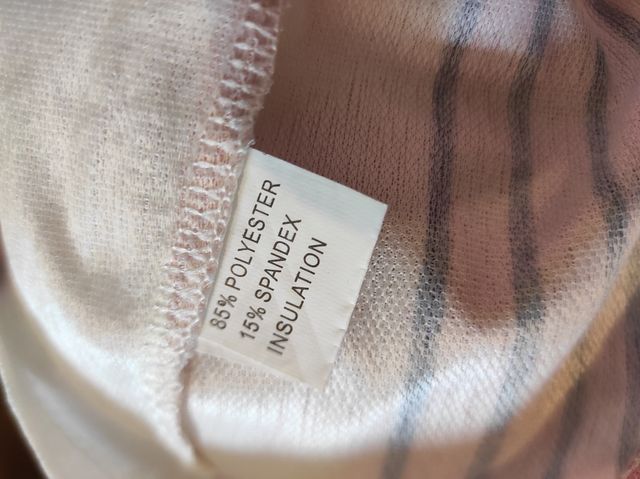 85% POLYESTER
15% SPANDEX
INSULATION